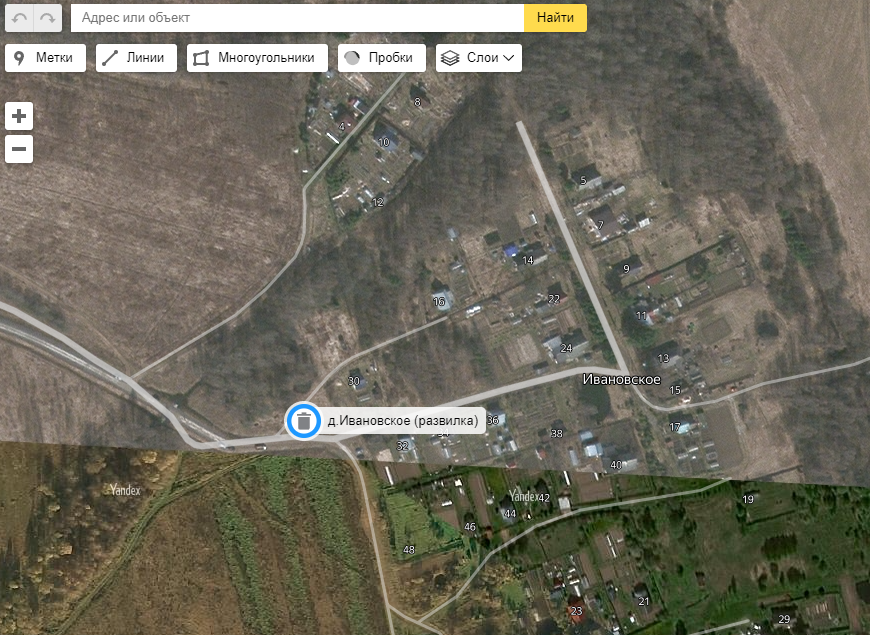 Адрес или объект
Найти
Метки
Линии
Многоугольники
Пробки
Слои
8
4
10
12
5
7
14
9
16
22
11
24
13
Ивановское
30
15
д.Ивановское (развилка)
36
17
38
32
40
Yandex
Yandex
42
19
44
46
48
21
23
29